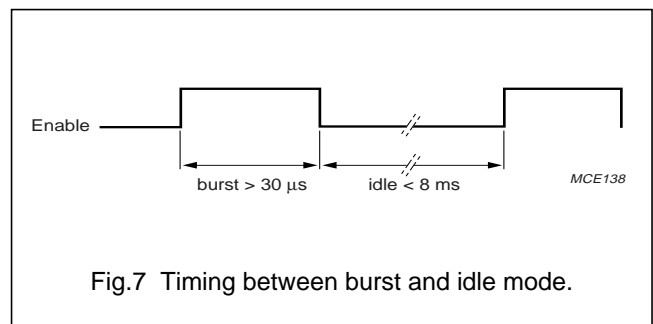 Enable
burst > 30 μs
idle < 8 ms
MCE138
Fig.7 Timing between burst and idle mode.